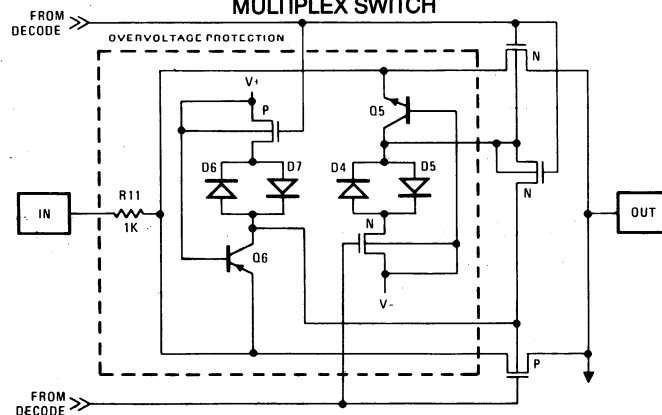 MULTIPLEX SWITCH
FROM
DECODE
OVERVOLTAGE PROTECTION
N
V+
P
Q5
D6
D7
D4
D5
N
IN
R11
1K
OUT
N
Q6
V-
P
FROM
DECODE